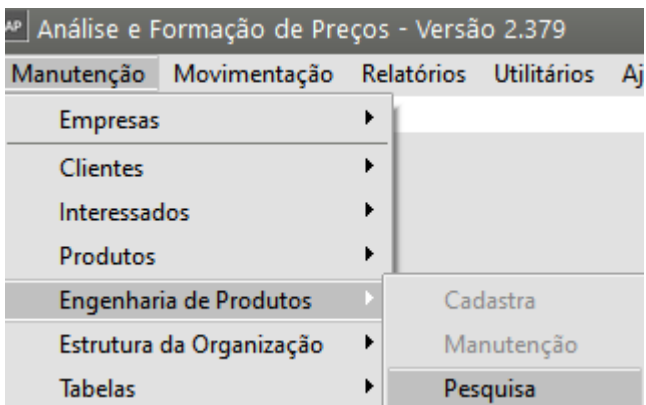 AP Análise e Formação de Preços - Versão 2.379
Manutenção Movimentação Relatórios Utilitários Aj
Empresas
Clientes
Interessados
Produtos
Engenharia de Produtos
Cadastra
Estrutura da Organização
Manutenção
Tabelas
Pesquisa